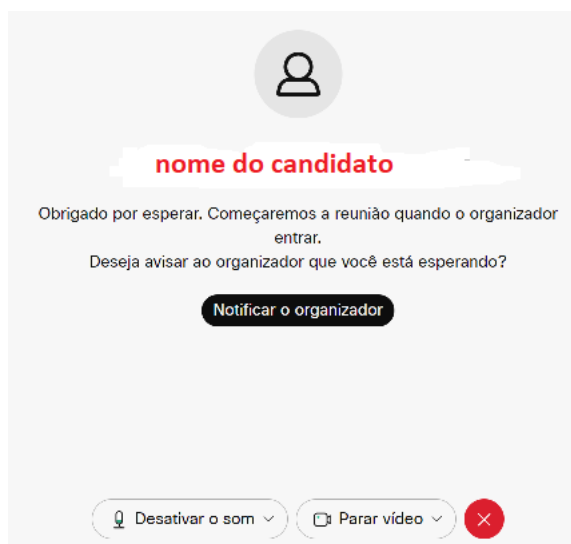 nome do candidato
Obrigado por esperar. Começaremos a reunião quando o organizador
entrar.
Deseja avisar ao organizador que você está esperando?
Notificar o organizador
Desativar o som
Parar vídeo